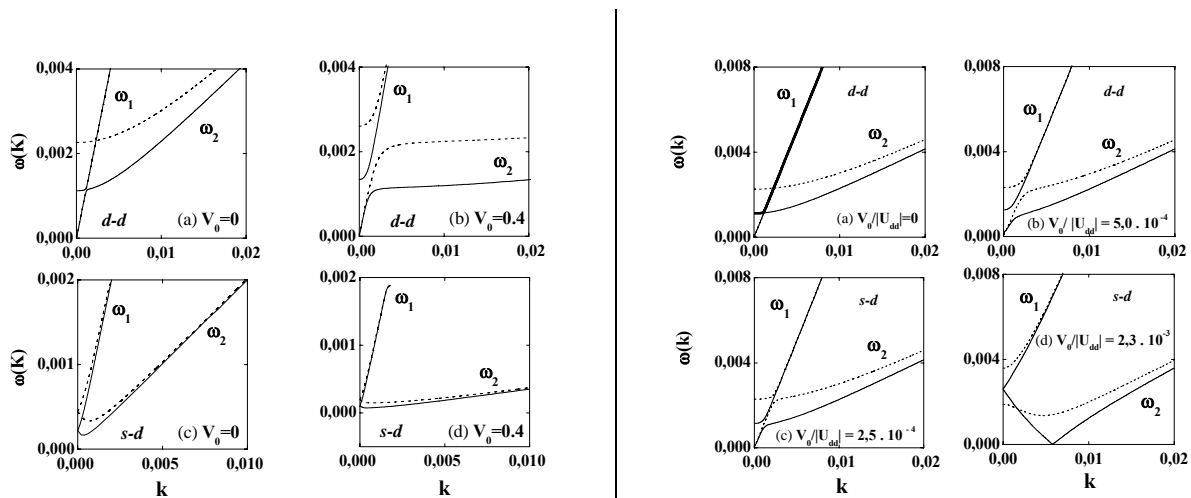 0,004
0,002
0,000
0,00
0,01
0,02
ω(K)
ω₁
ω₂
d-d
(a) V₀=0
0,004
0,002
0,000
0,00
0,01
0,02
ω₁
ω₂
d-d
(b) V₀=0.4
0,002
0,001
0,000
0,000
0,005
0,010
ω(K)
k
ω₁
ω₂
s-d
(c) V₀=0
0,002
0,001
0,000
0,000
0,005
0,010
k
ω₁
ω₂
s-d
(d) V₀=0.4
0,008
0,004
0,000
0,00
0,01
0,02
ω(k)
ω₁
d-d
ω₂
(a) V₀/|U_dd|=0
0,008
0,004
0,000
0,00
0,01
0,02
ω₁
d-d
ω₂
(b) V₀/ |U_dd| = 5,0 . 10⁻⁴
0,008
0,004
0,000
0,00
0,01
0,02
ω(k)
k
ω₁
s-d
ω₂
(c) V₀/|U_dd| = 2,5 . 10⁻⁴
0,008
0,004
0,000
0,00
0,01
0,02
k
ω₁
s-d
(d) V₀/|U_dd| = 2,3 . 10⁻³
ω₂